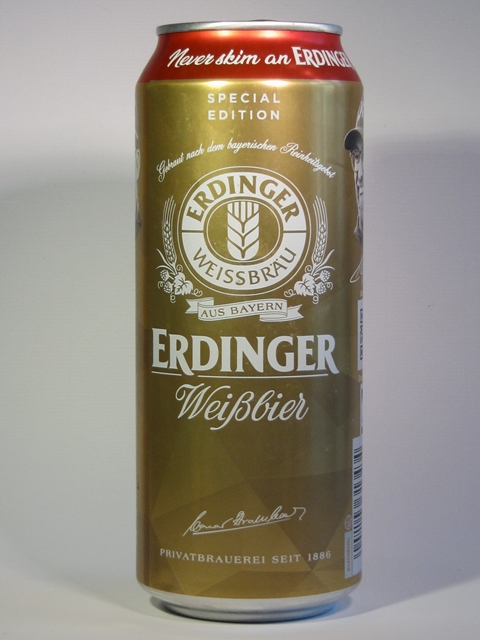 Never skim an ERDINGER
SPECIAL
EDITION
Gebraut nach dem bayerischen Reinheitsgebot
ERDINGER
WEISSBRÄU
AUS BAYERN
ERDINGER
Weißbier
PRIVATBRAUEREI SEIT 1886